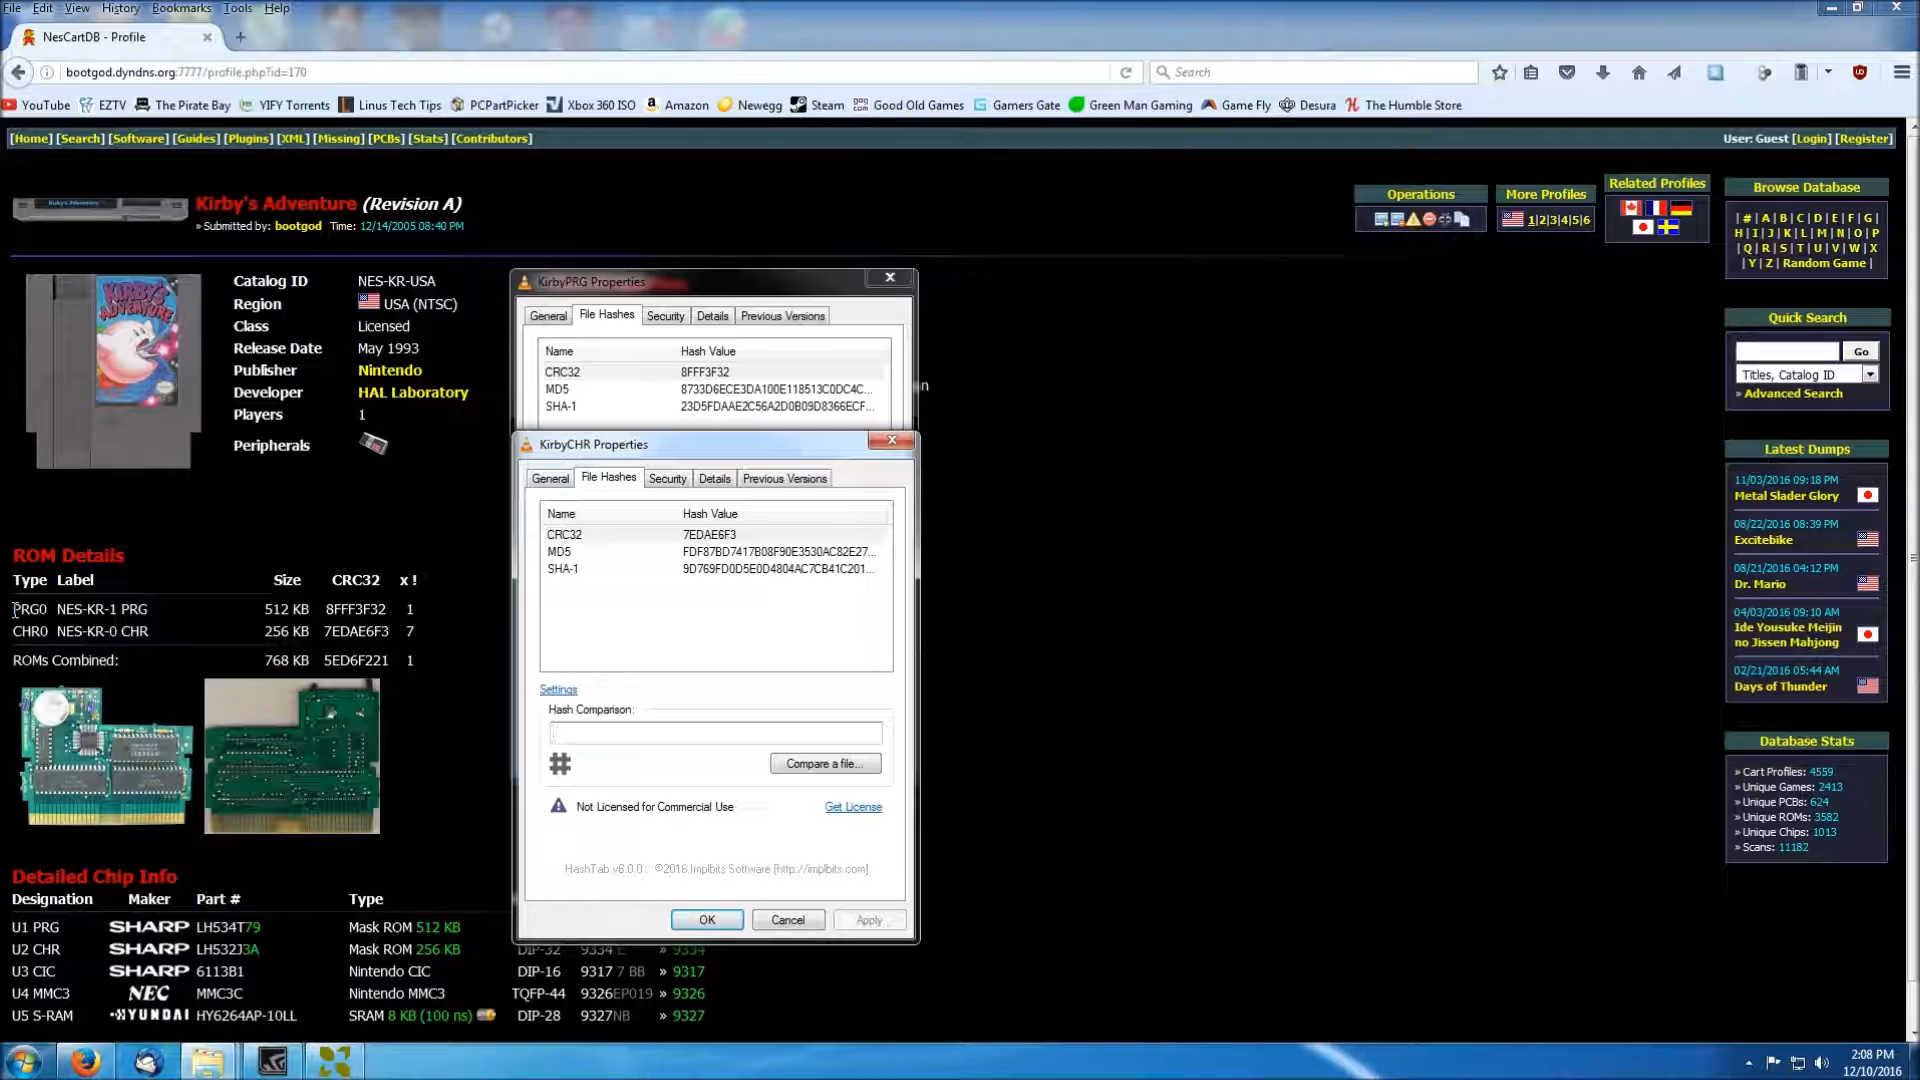 File Edit View History Bookmarks Tools Help
NesCartDB - Profile
bootgod.dyndns.org:7777/profile.php?id=170
Search
YouTube EZTV The Pirate Bay YIFY Torrents Linus Tech Tips PCPartPicker Xbox 360 ISO Amazon Newegg Steam Good Old Games Gamers Gate Green Man Gaming Game Fly Desura The Humble Store
[Home] [Search] [Software] [Guides] [Plugins] [XML] [Missing] [PCBs] [Stats] [Contributors]
User: Guest [Login] [Register]
Kirby's Adventure (Revision A)
» Submitted by: bootgod Time: 12/14/2005 08:40 PM
Operations
More Profiles
1|2|3|4|5|6
Related Profiles
Browse Database
| # | A | B | C | D | E | F | G |
H | I | J | K | L | M | N | O | P
| Q | R | S | T | U | V | W | X
| Y | Z | Random Game |
KIRBY'S ADVENTURE
Catalog ID NES-KR-USA
Region USA (NTSC)
Class Licensed
Release Date May 1993
Publisher Nintendo
Developer HAL Laboratory
Players 1
Peripherals
KirbyPRG Properties
General File Hashes Security Details Previous Versions
Name Hash Value
CRC32 8FFF3F32
MD5 8733D6ECE3DA100E118513C0DC4C...
SHA-1 23D5FDAAE2C56A2D0B09D8366ECF...
KirbyCHR Properties
General File Hashes Security Details Previous Versions
Name Hash Value
CRC32 7EDAE6F3
MD5 FDF87BD7417B08F90E3530AC82E27...
SHA-1 9D769FD0D5E0D4804AC7CB41C201...
Settings
Hash Comparison:
Compare a file...
Not Licensed for Commercial Use
Get License
HashTab v6.0.0 : ©2016 Implbits Software [http://implbits.com]
OK Cancel Apply
ROM Details
Type Label Size CRC32 x !
PRG0 NES-KR-1 PRG 512 KB 8FFF3F32 1
CHR0 NES-KR-0 CHR 256 KB 7EDAE6F3 7
ROMs Combined: 768 KB 5ED6F221 1
Detailed Chip Info
Designation Maker Part # Type
U1 PRG SHARP LH534T79 Mask ROM 512 KB
U2 CHR SHARP LH532J3A Mask ROM 256 KB DIP-32 9334 E » 9334
U3 CIC SHARP 6113B1 Nintendo CIC DIP-16 9317 7 BB » 9317
U4 MMC3 NEC MMC3C Nintendo MMC3 TQFP-44 9326EP019 » 9326
U5 S-RAM HYUNDAI HY6264AP-10LL SRAM 8 KB (100 ns) DIP-28 9327NB » 9327
Quick Search
Go
Titles, Catalog ID
» Advanced Search
Latest Dumps
11/03/2016 09:18 PM
Metal Slader Glory
08/22/2016 08:39 PM
Excitebike
08/21/2016 04:12 PM
Dr. Mario
04/03/2016 09:10 AM
Ide Yousuke Meijin
no Jissen Mahjong
02/21/2016 05:44 AM
Days of Thunder
Database Stats
» Cart Profiles: 4559
» Unique Games: 2413
» Unique PCBs: 624
» Unique ROMs: 3582
» Unique Chips: 1013
» Scans: 11182
2:08 PM
12/10/2016